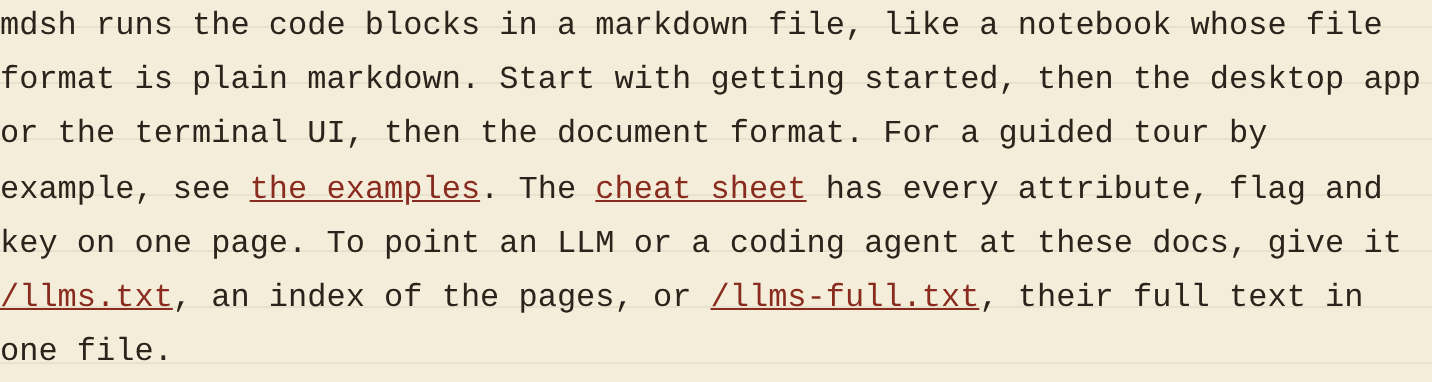 mdsh runs the code blocks in a markdown file, like a notebook whose file
format is plain markdown. Start with getting started, then the desktop app
or the terminal UI, then the document format. For a guided tour by
example, see the examples. The cheat sheet has every attribute, flag and
key on one page. To point an LLM or a coding agent at these docs, give it
/llms.txt, an index of the pages, or /llms-full.txt, their full text in
one file.